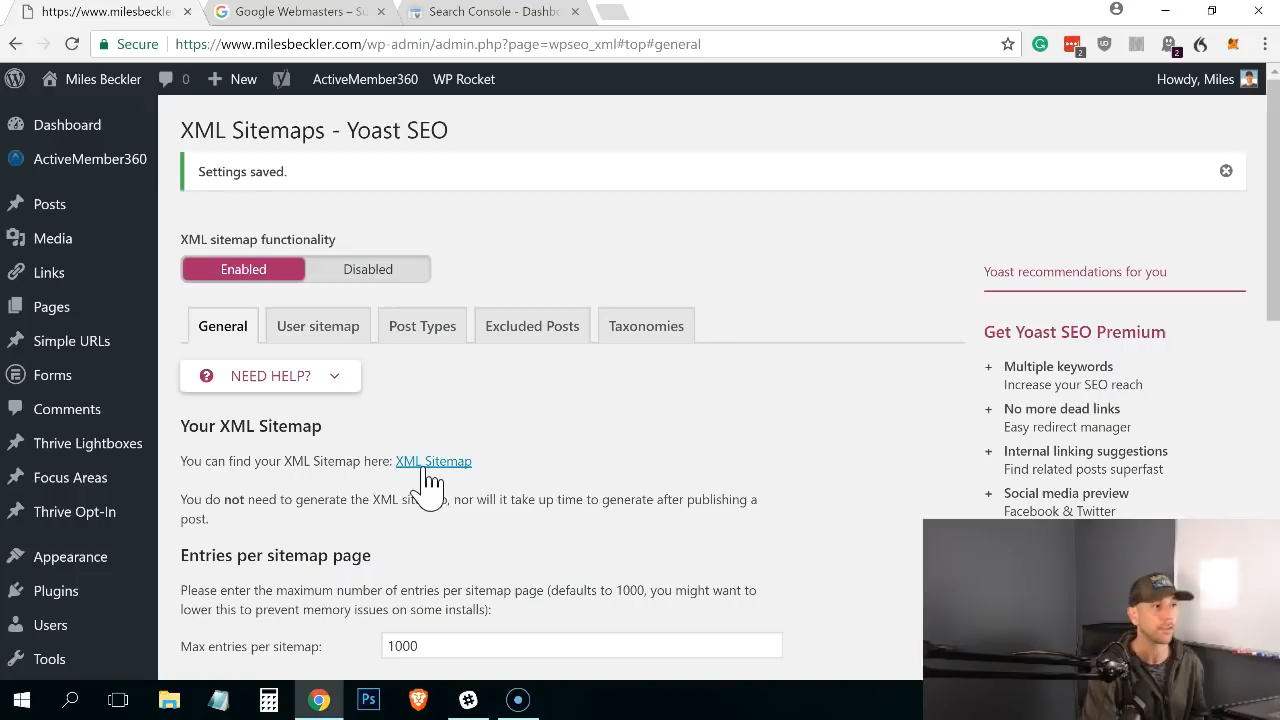 https://www.milesbeckler
Google Webmasters – Su
Search Console - Dashbo
Secure
https://www.milesbeckler.com/wp-admin/admin.php?page=wpseo_xml#top#general
2
2
Miles Beckler
0
New
ActiveMember360
WP Rocket
Howdy, Miles
Dashboard
ActiveMember360
Posts
Media
Links
Pages
Simple URLs
Forms
Comments
Thrive Lightboxes
Focus Areas
Thrive Opt-In
Appearance
Plugins
Users
Tools
XML Sitemaps - Yoast SEO
Settings saved.
XML sitemap functionality
Enabled
Disabled
General
User sitemap
Post Types
Excluded Posts
Taxonomies
NEED HELP?
Your XML Sitemap
You can find your XML Sitemap here: XML Sitemap
You do not need to generate the XML sit p, nor will it take up time to generate after publishing a
post.
Entries per sitemap page
Please enter the maximum number of entries per sitemap page (defaults to 1000, you might want to
lower this to prevent memory issues on some installs):
Max entries per sitemap:
1000
Yoast recommendations for you
Get Yoast SEO Premium
+ Multiple keywords
Increase your SEO reach
+ No more dead links
Easy redirect manager
+ Internal linking suggestions
Find related posts superfast
+ Social media preview
Facebook & Twitter
Ps